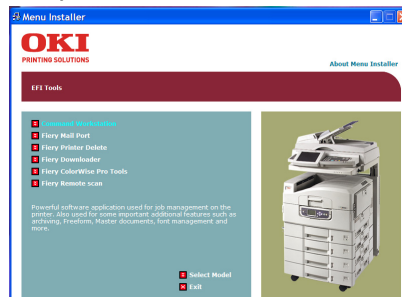 Menu Installer
OKI
PRINTING SOLUTIONS
About Menu Installer
EFI Tools
Command Workstation
Fiery Mail Port
Fiery Printer Delete
Fiery Downloader
Fiery ColorWise Pro Tools
Fiery Remote scan
Powerful software application used for job management on the
printer. Also used for some important additional features such as
archiving, Freeform, Master documents, font management and
more.
Select Model
Exit